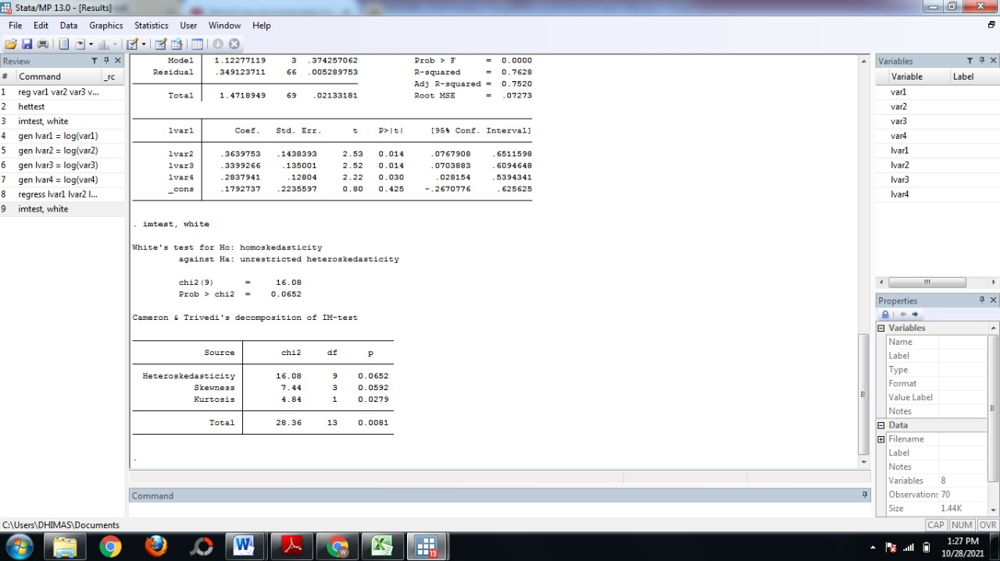 Stata/MP 13.0 - [Results]
File Edit Data Graphics Statistics User Window Help
Review
# Command _rc
1 reg var1 var2 var3 v...
2 hettest
3 imtest, white
4 gen lvar1 = log(var1)
5 gen lvar2 = log(var2)
6 gen lvar3 = log(var3)
7 gen lvar4 = log(var4)
8 regress lvar1 lvar2 l...
9 imtest, white
Model 1.12277119 3 .374257062 Prob > F = 0.0000
Residual .349123711 66 .005289753 R-squared = 0.7628
Adj R-squared = 0.7520
Total 1.4718949 69 .02133181 Root MSE = .07273
lvar1 Coef. Std. Err. t P>|t| [95% Conf. Interval]
lvar2 .3639753 .1438393 2.53 0.014 .0767908 .6511598
lvar3 .3399266 .135001 2.52 0.014 .0703883 .6094648
lvar4 .2837941 .12804 2.22 0.030 .028154 .5394341
_cons .1792737 .2235597 0.80 0.425 -.2670776 .625625
. imtest, white
White's test for Ho: homoskedasticity
against Ha: unrestricted heteroskedasticity
chi2(9) = 16.08
Prob > chi2 = 0.0652
Cameron & Trivedi's decomposition of IM-test
Source chi2 df p
Heteroskedasticity 16.08 9 0.0652
Skewness 7.44 3 0.0592
Kurtosis 4.84 1 0.0279
Total 28.36 13 0.0081
.
Command
Variables
Variable Label
var1
var2
var3
var4
lvar1
lvar2
lvar3
lvar4
Properties
Variables
Name
Label
Type
Format
Value Label
Notes
Data
Filename
Label
Notes
Variables 8
Observations 70
Size 1.44K
C:\Users\DHIMAS\Documents
CAP NUM OVR
13
1:27 PM
10/28/2021